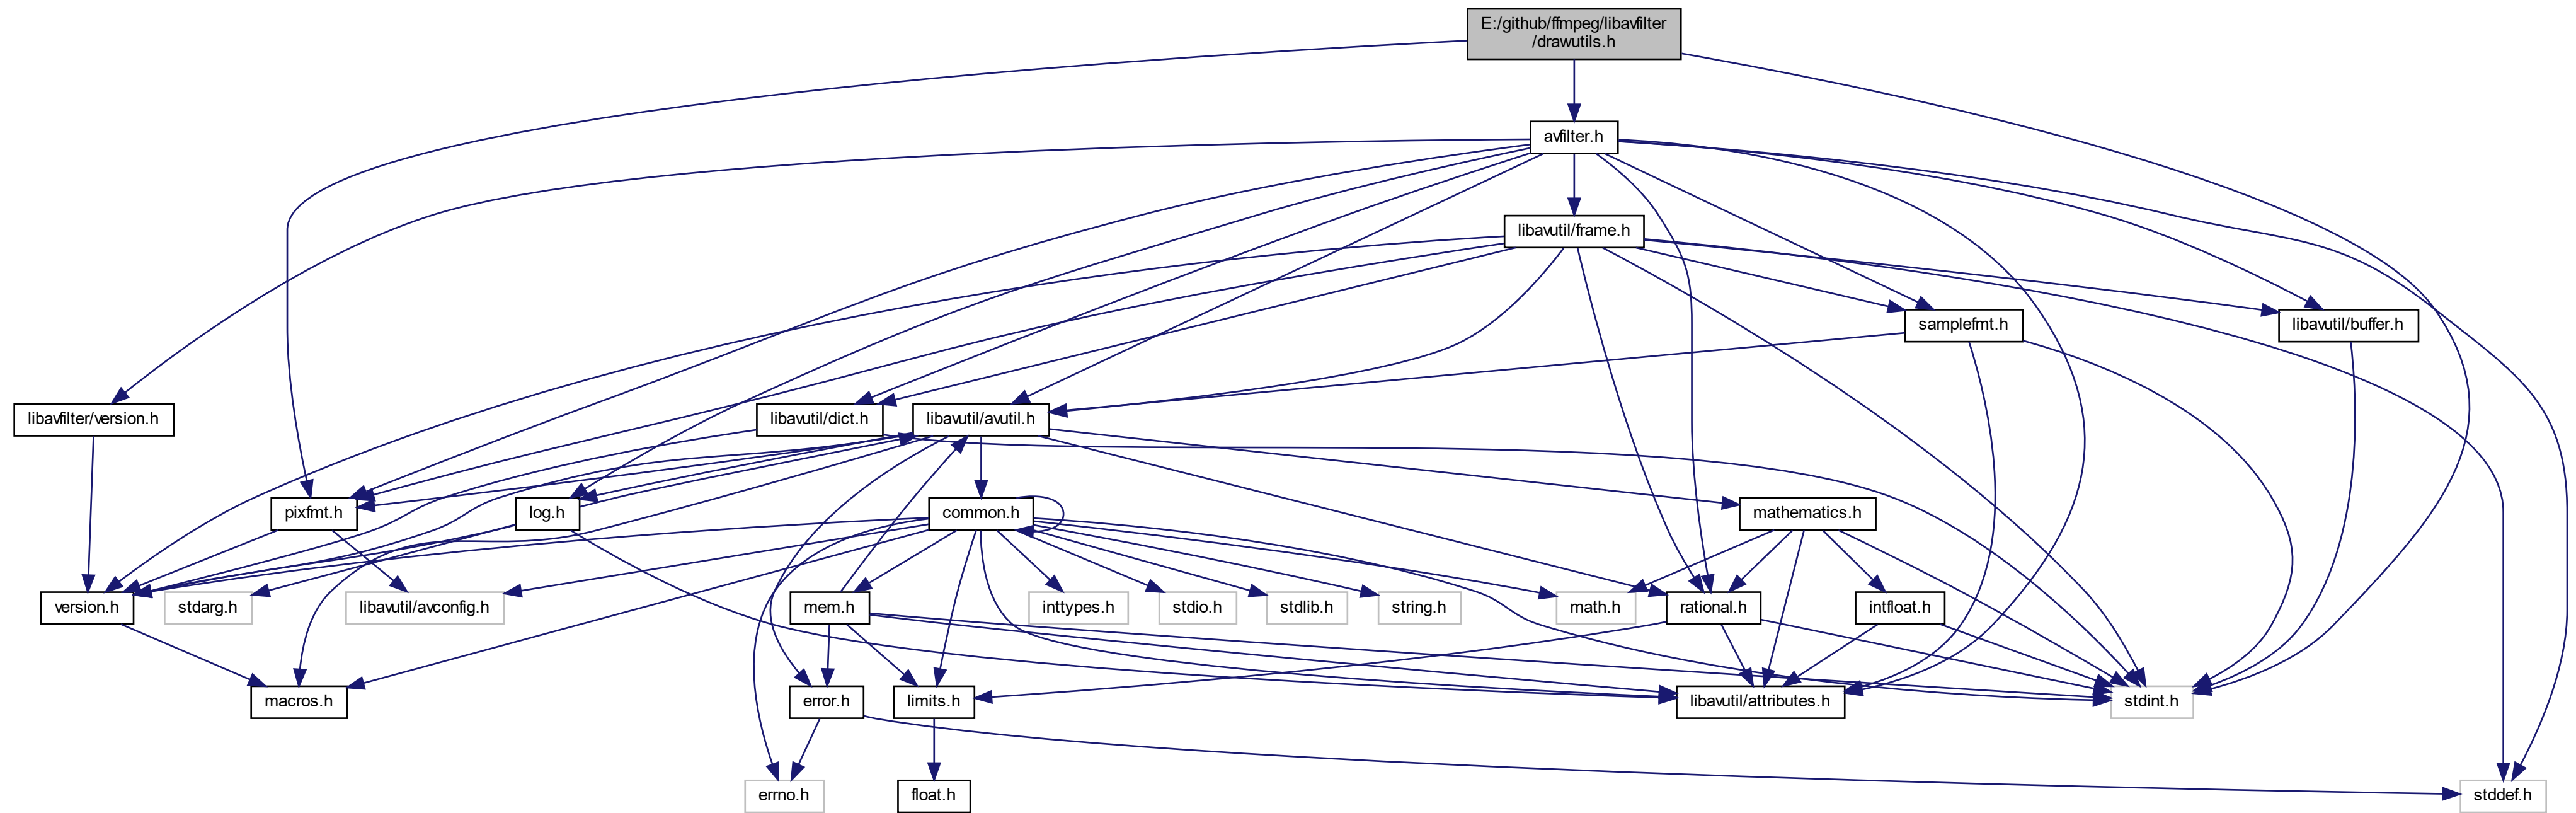 E:/github/ffmpeg/libavfilter
/drawutils.h
avfilter.h
libavutil/frame.h
samplefmt.h
libavutil/buffer.h
libavfilter/version.h
libavutil/dict.h
libavutil/avutil.h
pixfmt.h
log.h
common.h
mathematics.h
version.h
stdarg.h
libavutil/avconfig.h
mem.h
inttypes.h
stdio.h
stdlib.h
string.h
math.h
rational.h
intfloat.h
macros.h
error.h
limits.h
libavutil/attributes.h
stdint.h
errno.h
float.h
stddef.h